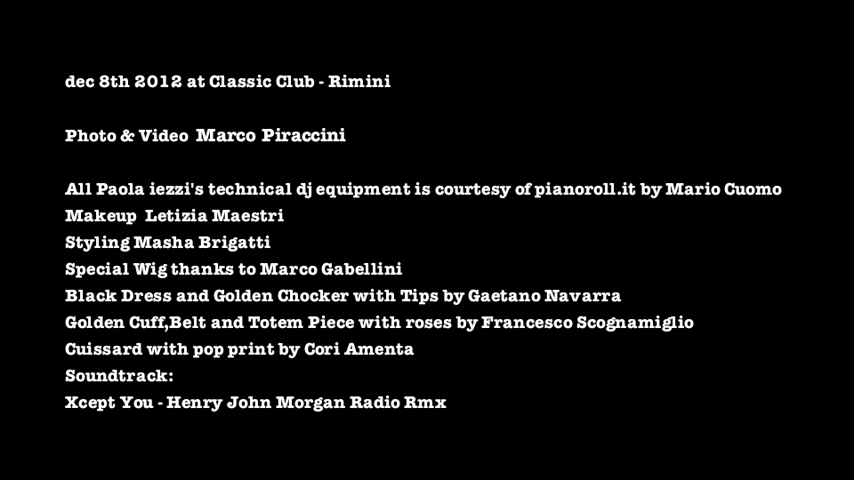 dec 8th 2012 at Classic Club - Rimini
Photo & Video Marco Piraccini
All Paola iezzi's technical dj equipment is courtesy of pianoroll.it by Mario Cuomo
Makeup Letizia Maestri
Styling Masha Brigatti
Special Wig thanks to Marco Gabellini
Black Dress and Golden Chocker with Tips by Gaetano Navarra
Golden Cuff,Belt and Totem Piece with roses by Francesco Scognamiglio
Cuissard with pop print by Cori Amenta
Soundtrack:
Xcept You - Henry John Morgan Radio Rmx